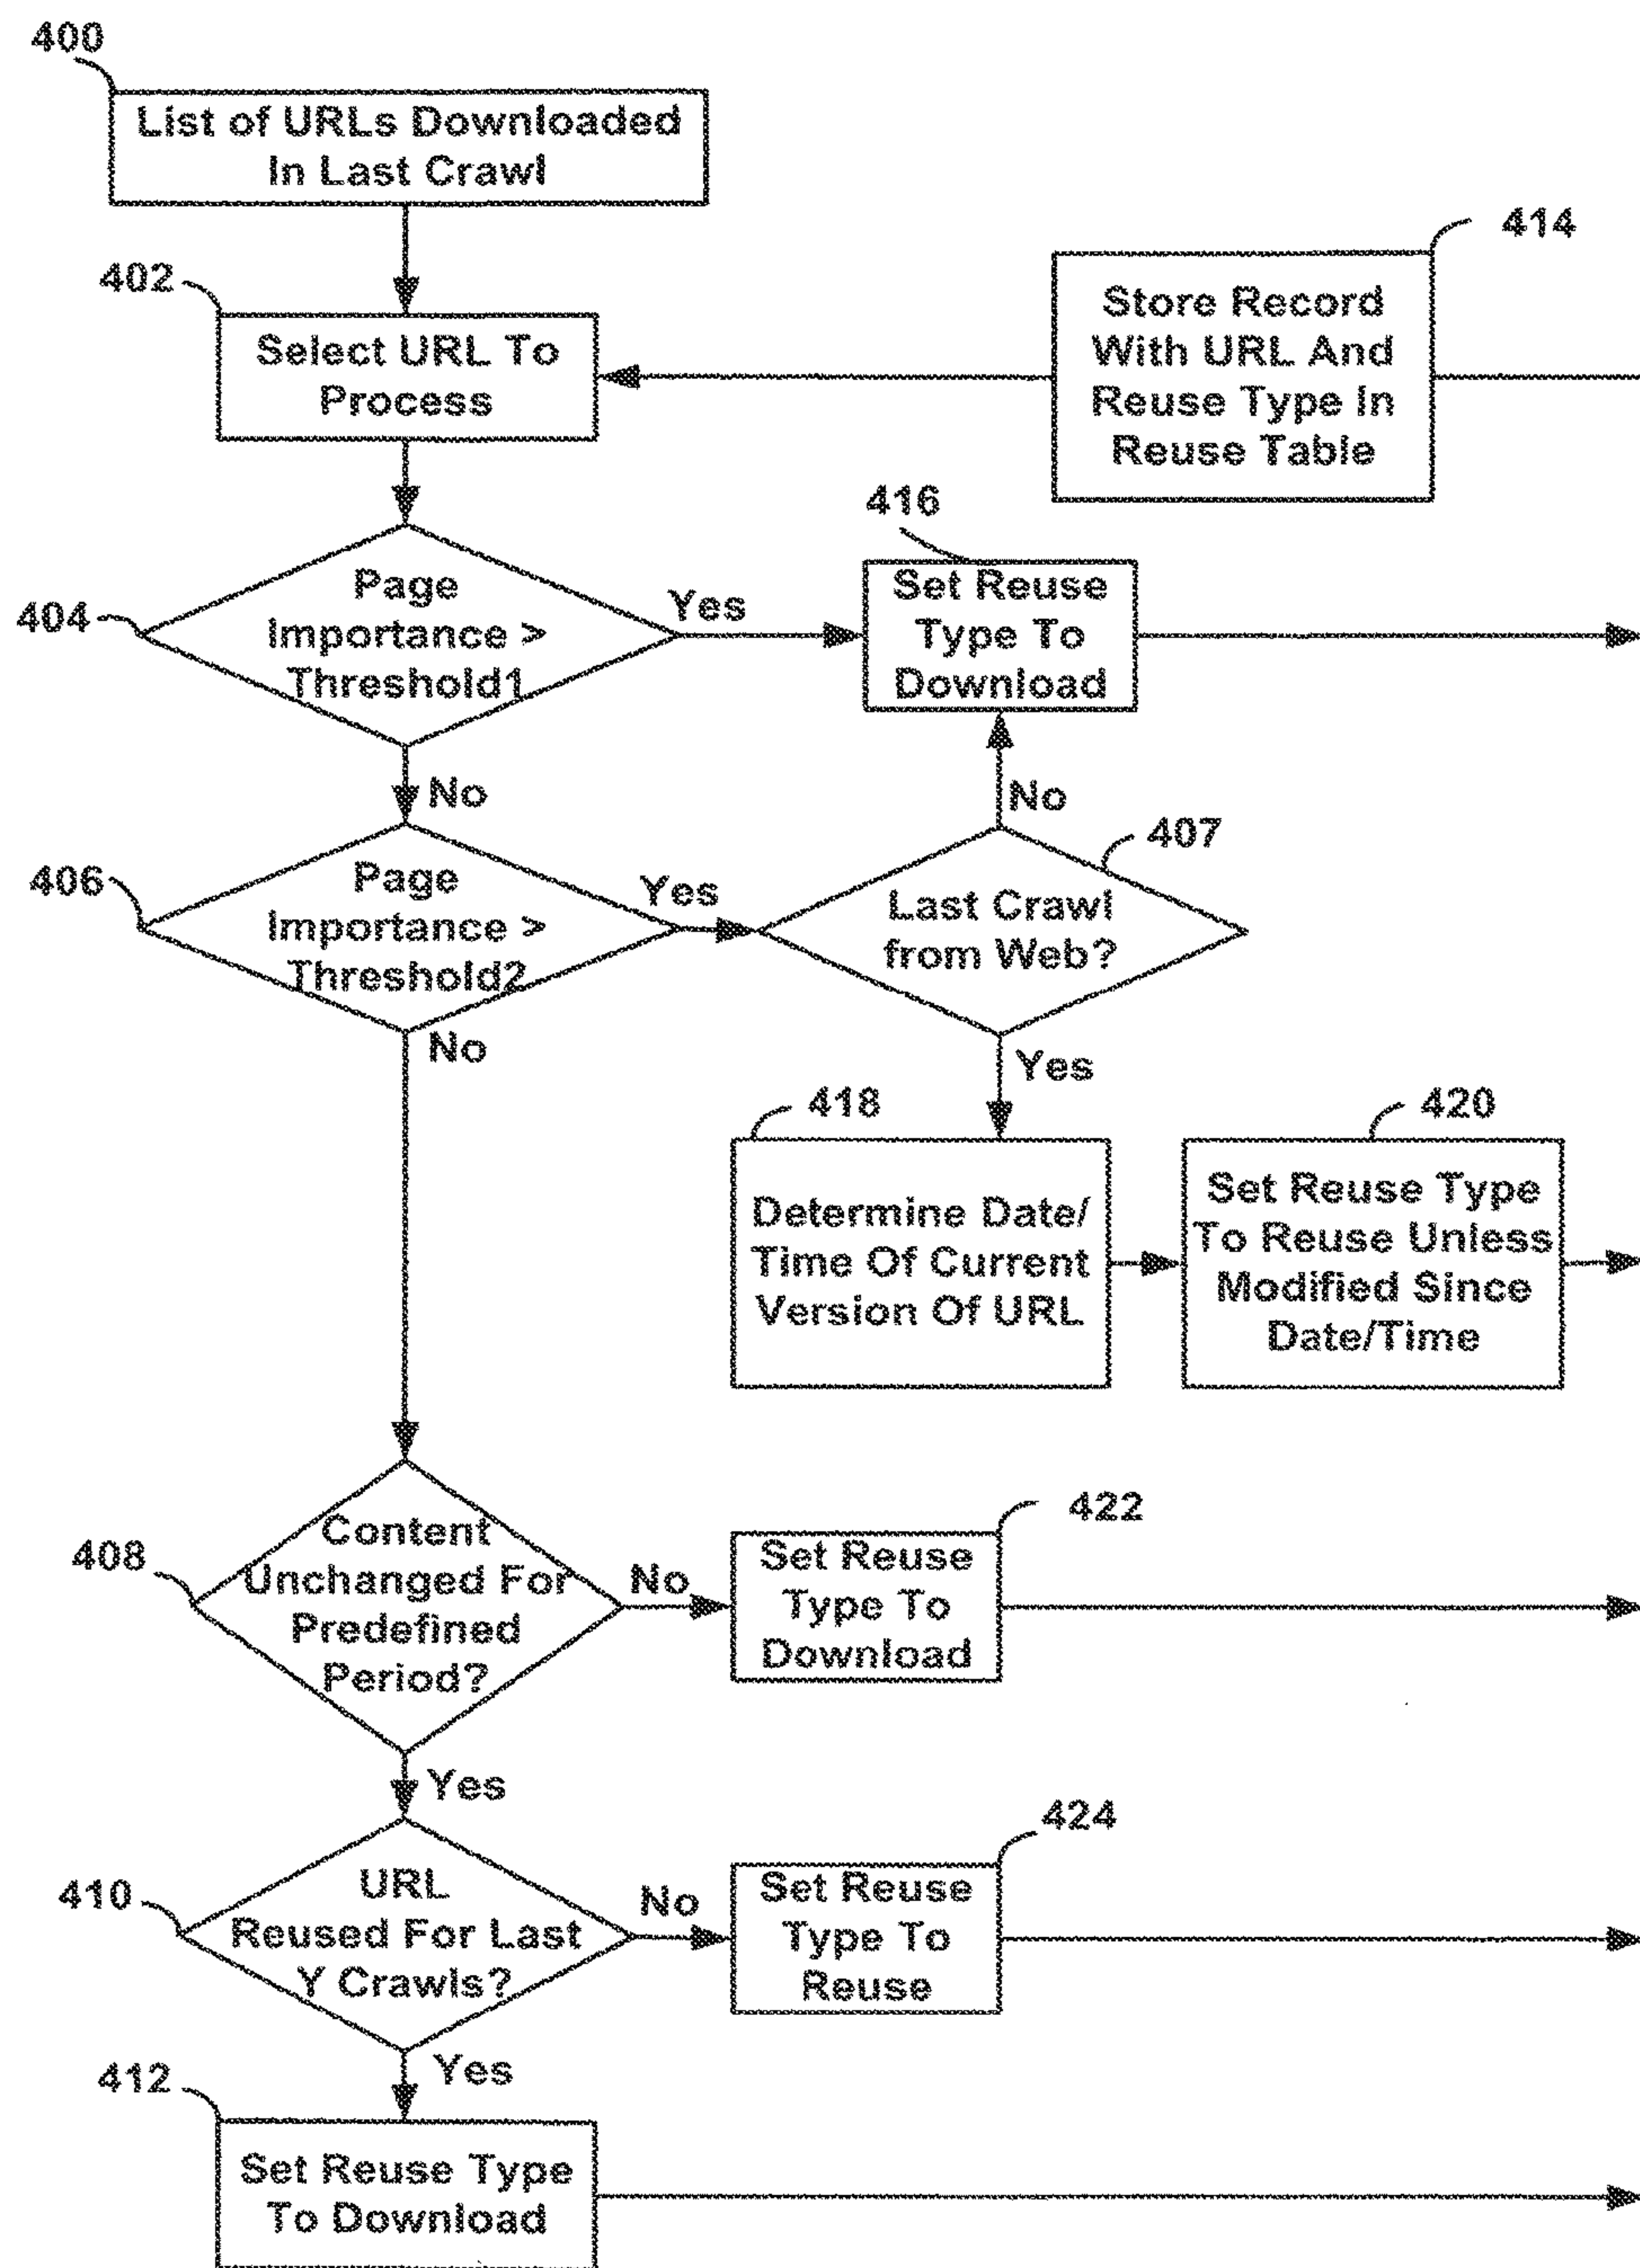 400
List of URLs Downloaded
In Last Crawl
402
Select URL To
Process
414
Store Record
With URL And
Reuse Type In
Reuse Table
404
Page
Importance >
Threshold1
Yes
416
Set Reuse
Type To
Download
No
No
406
Page
Importance >
Threshold2
Yes
407
Last Crawl
from Web?
No
Yes
418
Determine Date/
Time Of Current
Version Of URL
420
Set Reuse Type
To Reuse Unless
Modified Since
Date/Time
408
Content
Unchanged For
Predefined
Period?
No
422
Set Reuse
Type To
Download
Yes
410
URL
Reused For Last
Y Crawls?
No
424
Set Reuse
Type To
Reuse
Yes
412
Set Reuse Type
To Download